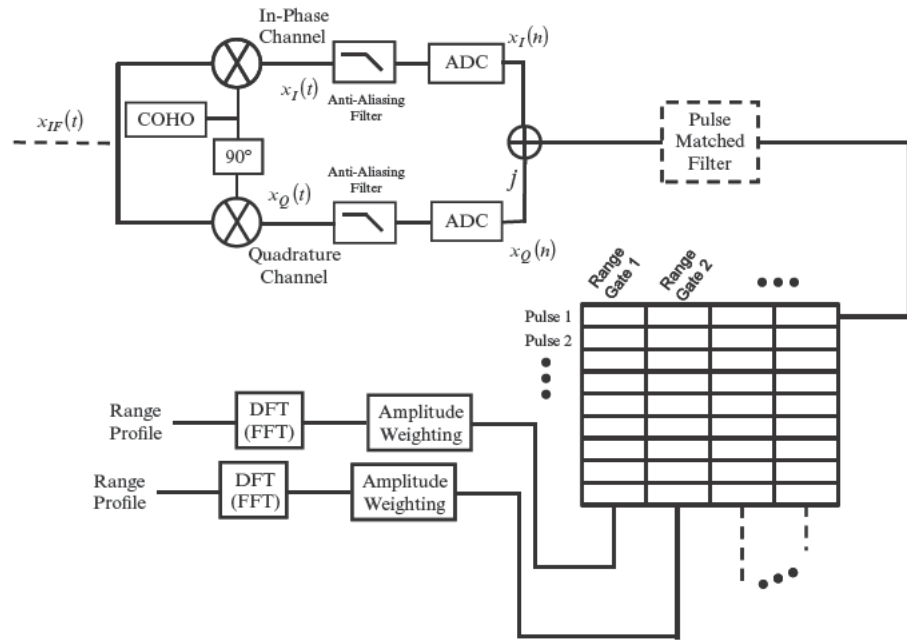 In-Phase
Channel
x_I(n)
x_I(t)
ADC
Anti-Aliasing
Filter
x_IF(t)
COHO
90°
Pulse
Matched
Filter
x_Q(t)
Anti-Aliasing
Filter
j
ADC
Quadrature
Channel
x_Q(n)
Range
Gate 1
Range
Gate 2
Pulse 1
Pulse 2
Range
Profile
DFT
(FFT)
Amplitude
Weighting
Range
Profile
DFT
(FFT)
Amplitude
Weighting